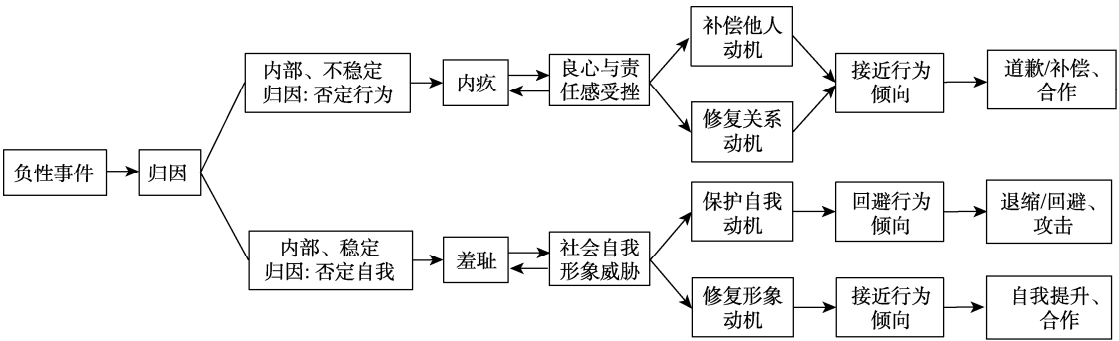 负性事件
归因
内部、不稳定
归因: 否定行为
内疚
良心与责
任感受挫
补偿他人
动机
修复关系
动机
接近行为
倾向
道歉/补偿、
合作
内部、稳定
归因: 否定自我
羞耻
社会自我
形象威胁
保护自我
动机
回避行为
倾向
退缩/回避、
攻击
修复形象
动机
接近行为
倾向
自我提升、
合作